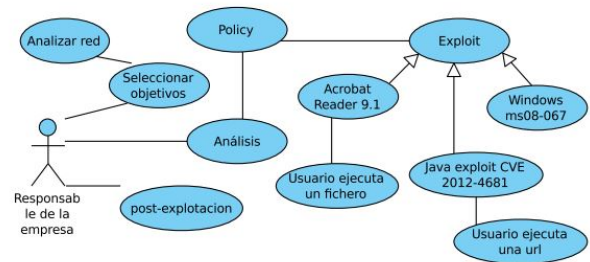 Analizar red
Policy
Exploit
Seleccionar
objetivos
Acrobat
Reader 9.1
Windows
ms08-067
Análisis
Responsab
le de la
empresa
post-explotacion
Usuario ejecuta
un fichero
Java exploit CVE
2012-4681
Usuario ejecuta
una url